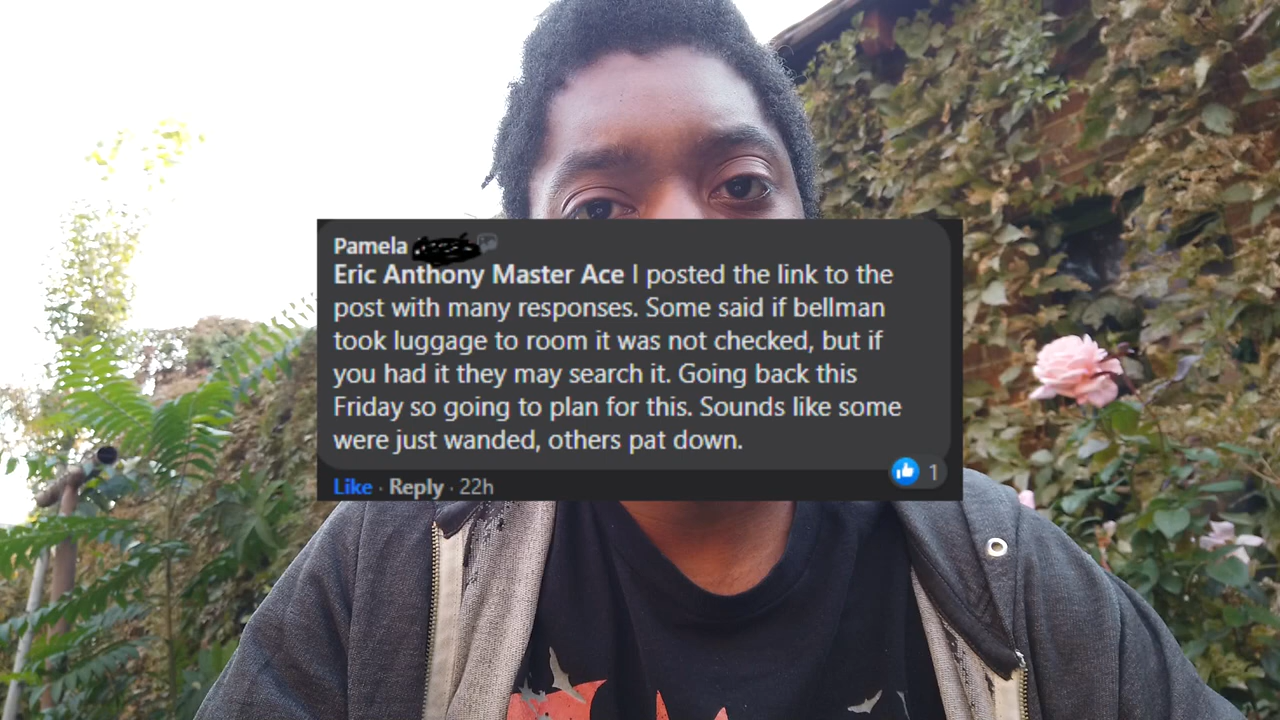 Pamela
Eric Anthony Master Ace I posted the link to the
post with many responses. Some said if bellman
took luggage to room it was not checked, but if
you had it they may search it. Going back this
Friday so going to plan for this. Sounds like some
were just wanded, others pat down.
1
Like · Reply · 22h